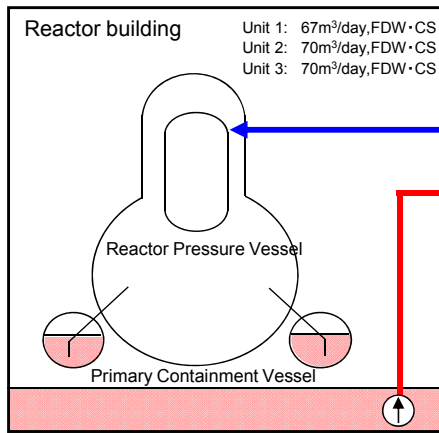 Reactor building
Unit 1: 67m³/day,FDW・CS
Unit 2: 70m³/day,FDW・CS
Unit 3: 70m³/day,FDW・CS
Reactor Pressure Vessel
Primary Containment Vessel